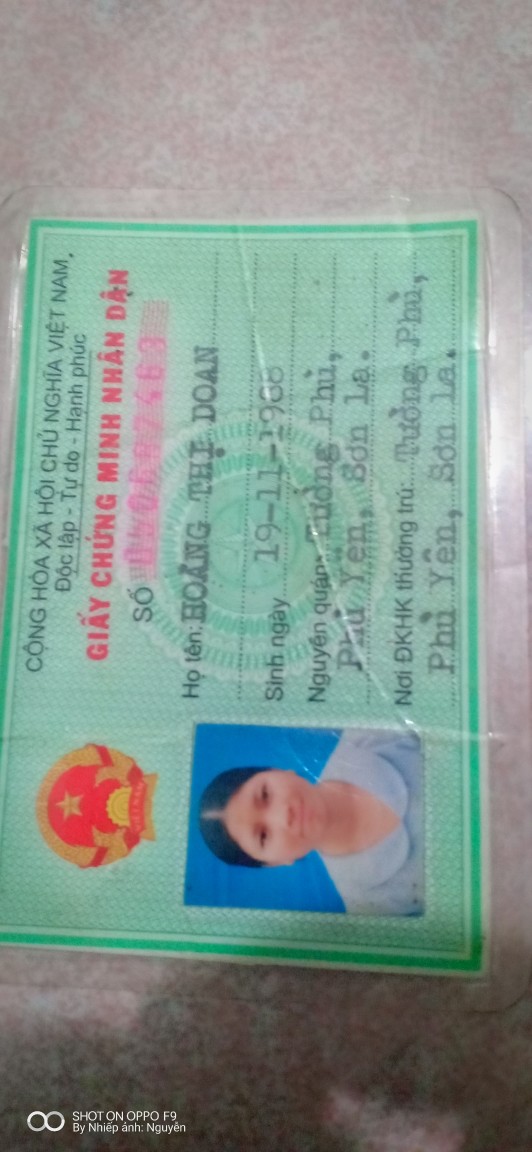 CỘNG HÒA XÃ HỘI CHỦ NGHĨA VIỆT NAM
Độc lập - Tự do - Hạnh phúc
GIẤY CHỨNG MINH NHÂN DÂN
SỐ
Họ tên: HOÀNG THỊ DOAN
Sinh ngày 19-11-1988
Nguyên quán: Tường Phù,
Phù Yên, Sơn La.
Nơi ĐKHK thường trú: Tường Phù,
Phù Yên, Sơn La.
SHOT ON OPPO F9
By Nhiếp ảnh: Nguyễn